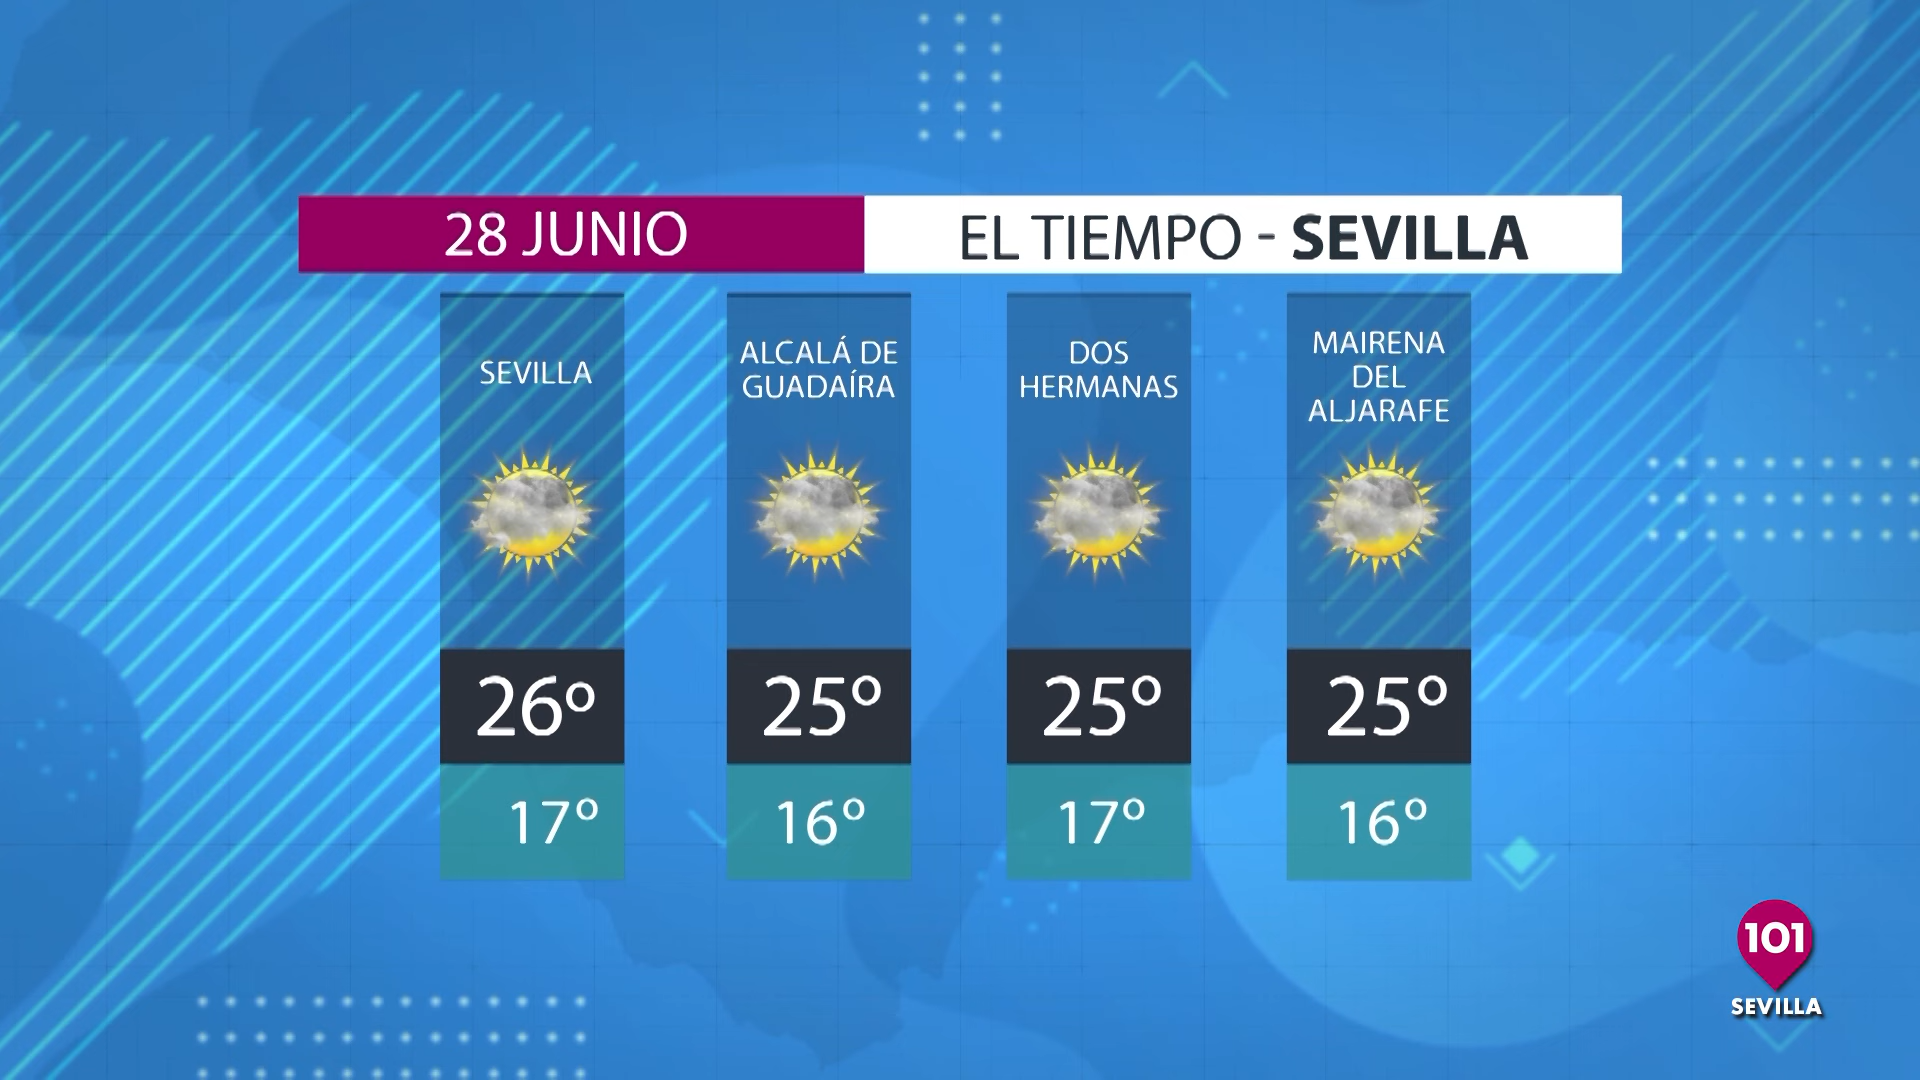 28 JUNIO
EL TIEMPO - SEVILLA
SEVILLA
26º
17º
ALCALÁ DE
GUADAÍRA
25º
16º
DOS
HERMANAS
25º
17º
MAIRENA
DEL
ALJARAFE
25º
16º
101
SEVILLA